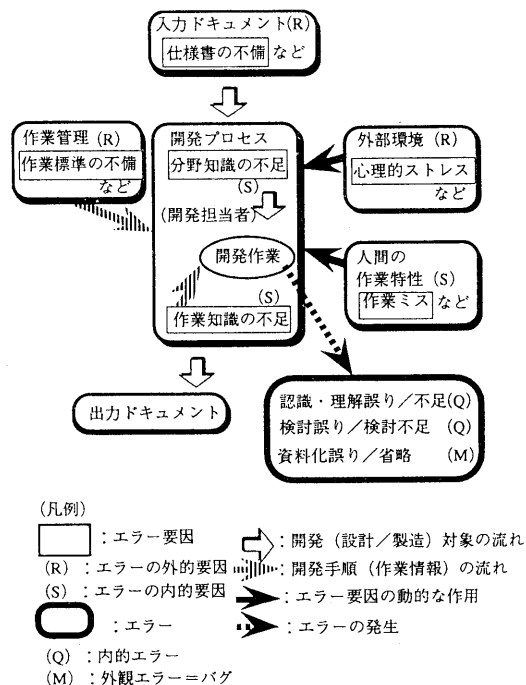 入力ドキュメント(R)
仕様書の不備 など
作業管理 (R)
作業標準の不備
など
開発プロセス
分野知識の不足
(S)
(開発担当者)
開発作業
(S)
作業知識の不足
外部環境 (R)
心理的ストレス
など
人間の
作業特性 (S)
作業ミス など
出力ドキュメント
認識・理解誤り/不足(Q)
検討誤り/検討不足 (Q)
資料化誤り/省略 (M)
(凡例)
:エラー要因
(R) :エラーの外的要因
(S) :エラーの内的要因
:エラー
(Q) :内的エラー
(M) :外観エラー=バグ
:開発(設計/製造)対象の流れ
:開発手順(作業情報)の流れ
:エラー要因の動的な作用
:エラーの発生